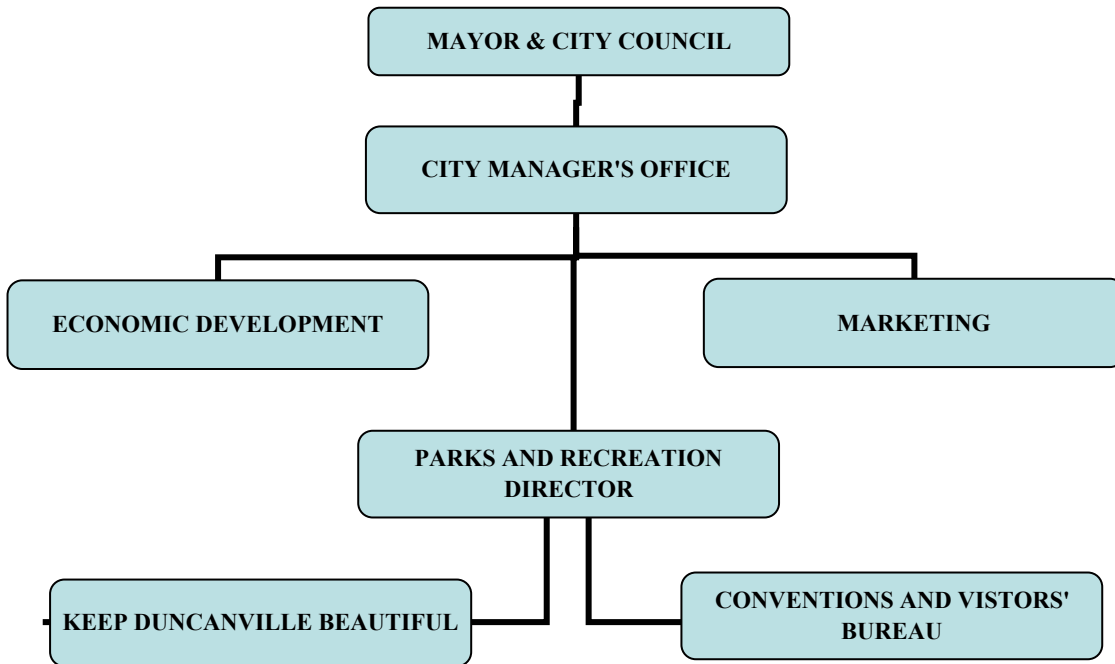 MAYOR & CITY COUNCIL
CITY MANAGER'S OFFICE
ECONOMIC DEVELOPMENT
MARKETING
PARKS AND RECREATION
DIRECTOR
KEEP DUNCANVILLE BEAUTIFUL
CONVENTIONS AND VISTORS'
BUREAU